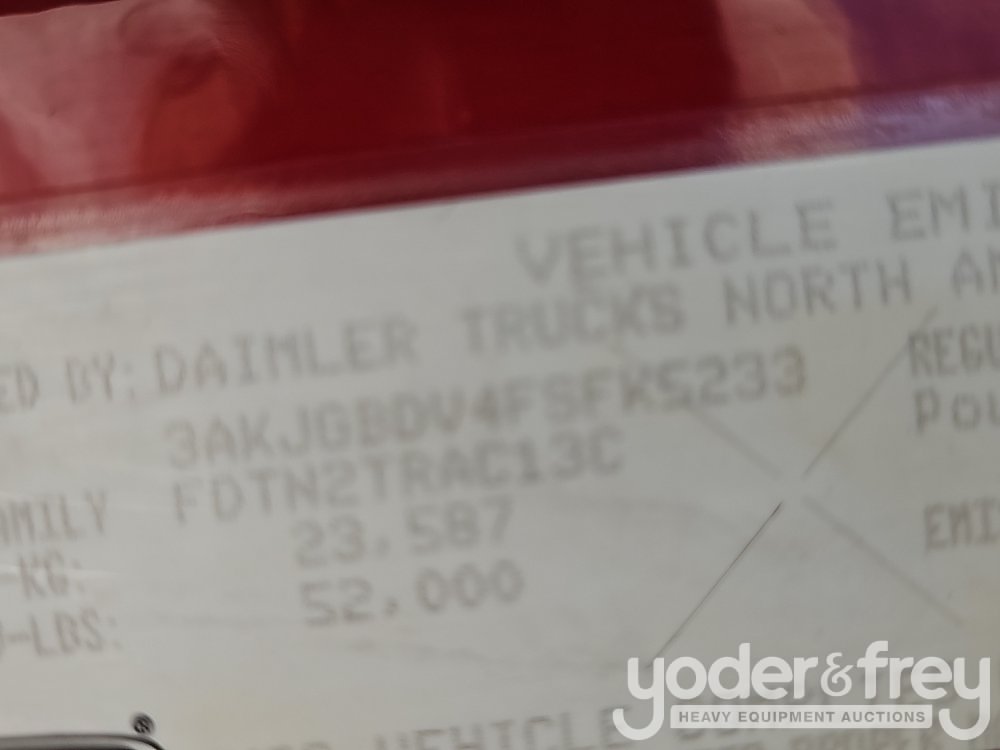 VEHICLE EMI
ED BY: DAIMLER TRUCKS NORTH AM
3AKJGBDV4FSFK5233
REGU
FDTN2TRAC13C
POU
AMILY
23,587
-KG:
EMI
52,000
-LBS:
VEHICLE
yoder&frey
HEAVY EQUIPMENT AUCTIONS